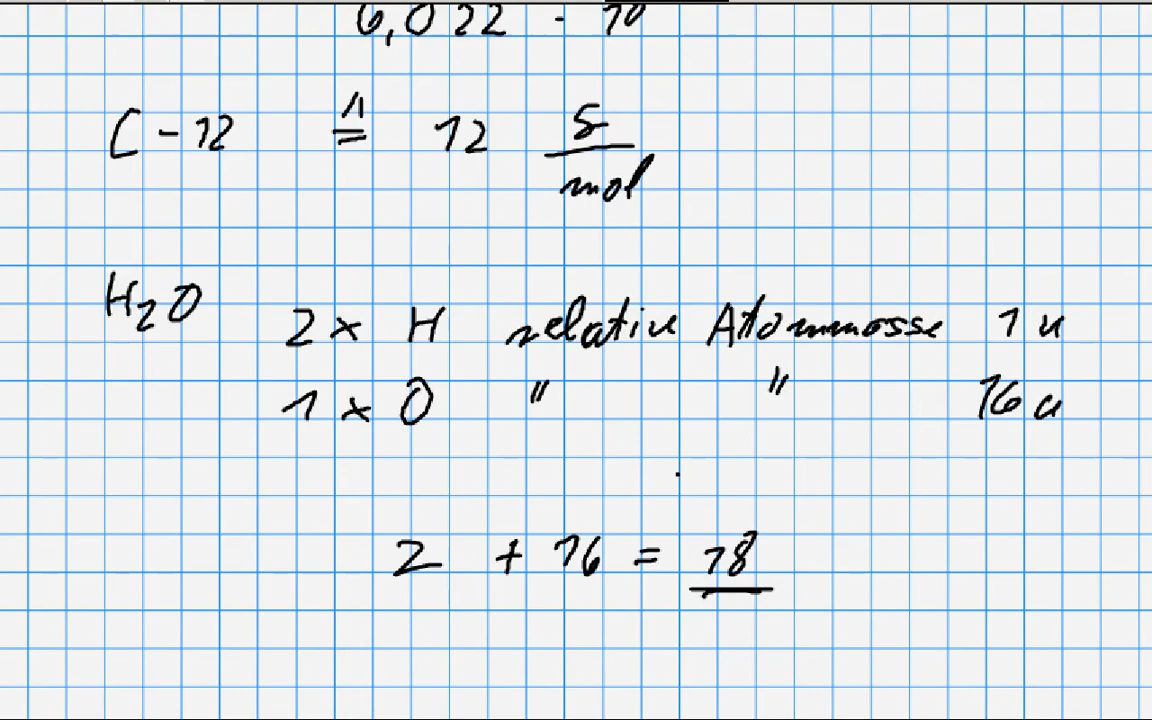 6,022 · 10
C-12 ≙ 12 g/mol
H₂O 2 x H relative Atommasse 1 u
1 x O " " 16 u
2 + 16 = 18